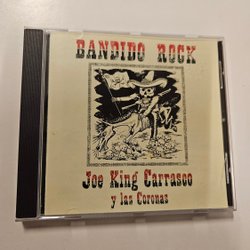 BANDIDO ROCK
Joe King Carrasco
y las Coronas